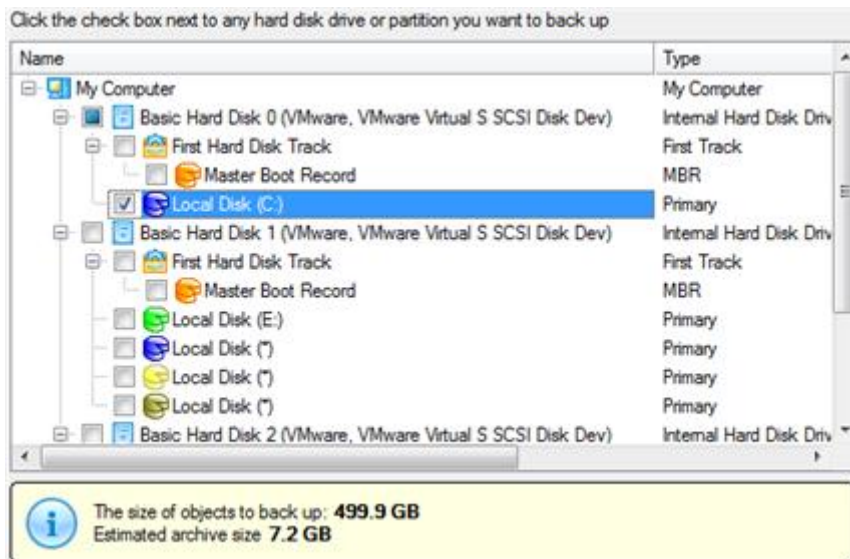 Click the check box next to any hard disk drive or partition you want to back up
Name Type
My Computer My Computer
Basic Hard Disk 0 (VMware, VMware Virtual S SCSI Disk Dev) Internal Hard Disk Driv
First Hard Disk Track First Track
Master Boot Record MBR
Local Disk (C:) Primary
Basic Hard Disk 1 (VMware, VMware Virtual S SCSI Disk Dev) Internal Hard Disk Driv
First Hard Disk Track First Track
Master Boot Record MBR
Local Disk (E:) Primary
Local Disk (*) Primary
Local Disk (*) Primary
Local Disk (*) Primary
Basic Hard Disk 2 (VMware, VMware Virtual S SCSI Disk Dev) Internal Hard Disk Driv
The size of objects to back up: 499.9 GB
Estimated archive size 7.2 GB